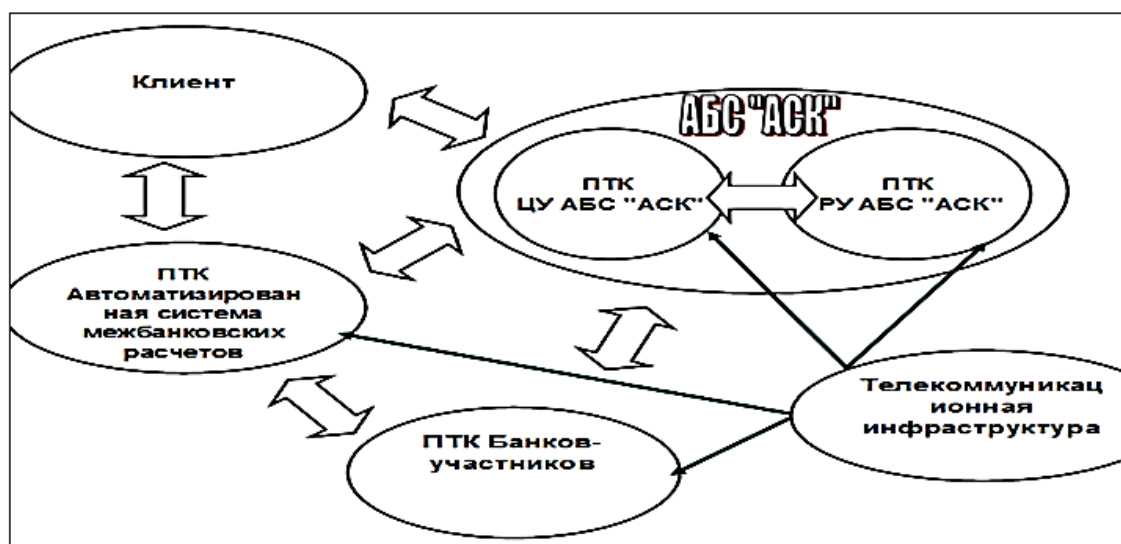 Клиент
АБС "АСК"
ПТК
ЦУ АБС "АСК"
ПТК
РУ АБС "АСК"
ПТК
Автоматизирован
ная система
межбанковских
расчетов
Телекоммуникац
ионная
инфраструктура
ПТК Банков-
участников